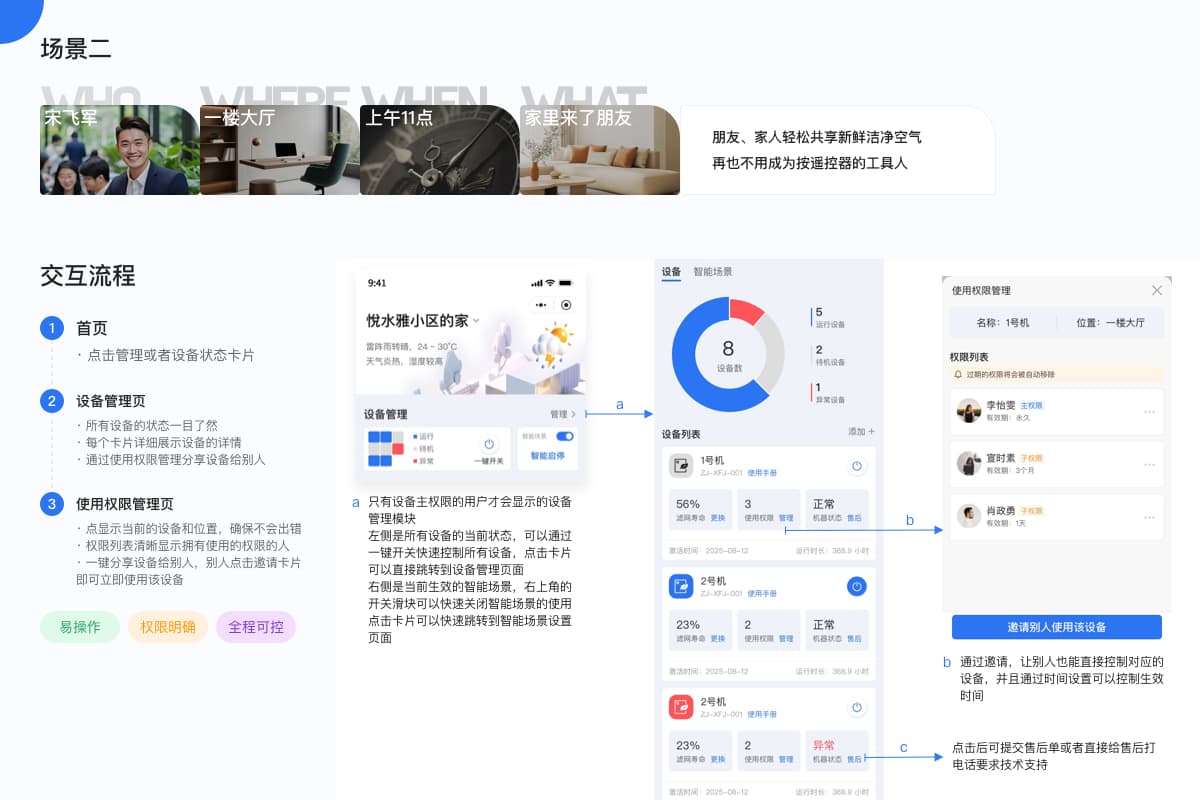 场景二
WHO
WHERE
WHEN
WHAT
宋飞军
一楼大厅
上午11点
家里来了朋友
朋友、家人轻松共享新鲜洁净空气
再也不用成为按遥控器的工具人
交互流程
1 首页
· 点击管理或者设备状态卡片
2 设备管理页
· 所有设备的状态一目了然
· 每个卡片详细展示设备的详情
· 通过使用权限管理分享设备给别人
3 使用权限管理页
· 点显示当前的设备和位置，确保不会出错
· 权限列表清晰显示拥有使用的权限的人
· 一键分享设备给别人，别人点击邀请卡片
即可立即使用该设备
易操作
权限明确
全程可控
9:41
悦水雅小区的家
雷阵雨转晴，24 ~ 30℃
天气炎热，湿度较高
设备管理
管理
运行
待机
异常
一键开关
智能场景
智能启停
a
a 只有设备主权限的用户才会显示的设备
管理模块
左侧是所有设备的当前状态，可以通过
一键开关快速控制所有设备，点击卡片
可以直接跳转到设备管理页面
右侧是当前生效的智能场景，右上角的
开关滑块可以快速关闭智能场景的使用
点击卡片可以快速跳转到智能场景设置
页面
设备 智能场景
8
设备数
5
运行设备
2
待机设备
1
异常设备
设备列表
添加 +
1号机
ZJ-XFJ-001 使用手册
56%
滤网寿命 更换
3
使用权限 管理
正常
机器状态 售后
激活时间：2025-08-12
运行时长：368.9 小时
2号机
ZJ-XFJ-001 使用手册
23%
滤网寿命 更换
2
使用权限 管理
正常
机器状态 售后
激活时间：2025-08-12
运行时长：368.9 小时
2号机
ZJ-XFJ-001 使用手册
23%
滤网寿命 更换
2
使用权限 管理
异常
机器状态 售后
激活时间：2025-08-12
运行时长：368.9 小时
b
使用权限管理
名称：1号机
位置：一楼大厅
权限列表
过期的权限将会被自动移除
李怡雯 主权限
有效期：永久
宣时素 子权限
有效期：3个月
肖政勇 子权限
有效期：1天
邀请别人使用该设备
b 通过邀请，让别人也能直接控制对应的
设备，并且通过时间设置可以控制生效
时间
c
点击后可提交售后单或者直接给售后打
电话要求技术支持